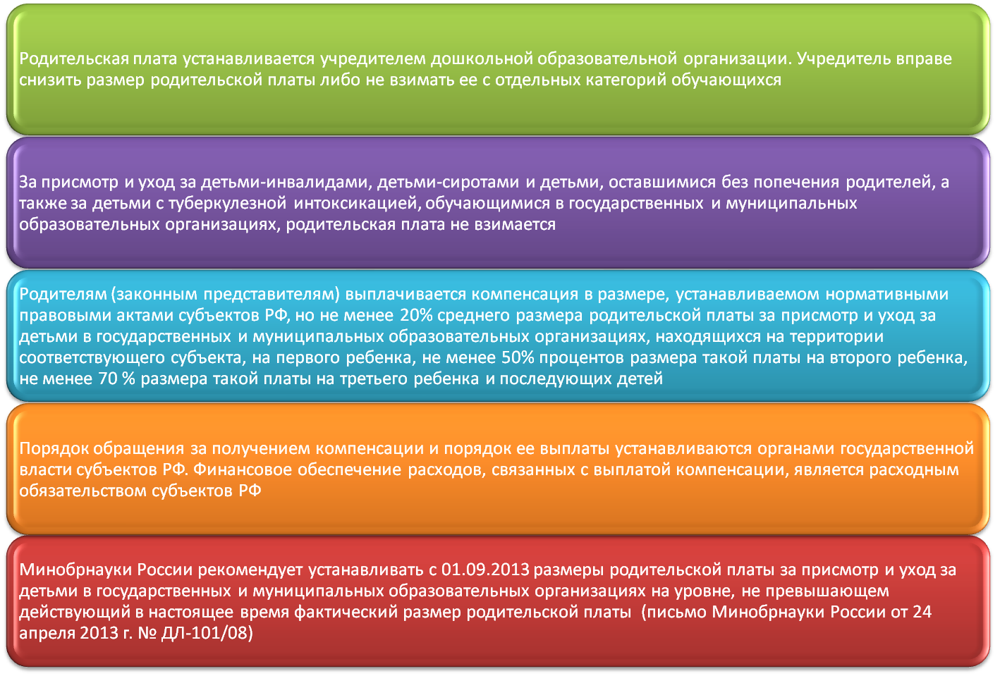 Родительская плата устанавливается учредителем дошкольной образовательной организации. Учредитель вправе
снизить размер родительской платы либо не взимать ее с отдельных категорий обучающихся
За присмотр и уход за детьми-инвалидами, детьми-сиротами и детьми, оставшимися без попечения родителей, а
также за детьми с туберкулезной интоксикацией, обучающимися в государственных и муниципальных
образовательных организациях, родительская плата не взимается
Родителям (законным представителям) выплачивается компенсация в размере, устанавливаемом нормативными
правовыми актами субъектов РФ, но не менее 20% среднего размера родительской платы за присмотр и уход за
детьми в государственных и муниципальных образовательных организациях, находящихся на территории
соответствующего субъекта, на первого ребенка, не менее 50% процентов размера такой платы на второго ребенка,
не менее 70 % размера такой платы на третьего ребенка и последующих детей
Порядок обращения за получением компенсации и порядок ее выплаты устанавливаются органами государственной
власти субъектов РФ. Финансовое обеспечение расходов, связанных с выплатой компенсации, является расходным
обязательством субъектов РФ
Минобрнауки России рекомендует устанавливать с 01.09.2013 размеры родительской платы за присмотр и уход за
детьми в государственных и муниципальных образовательных организациях на уровне, не превышающем
действующий в настоящее время фактический размер родительской платы  (письмо Минобрнауки России от 24
апреля 2013 г. № ДЛ-101/08)